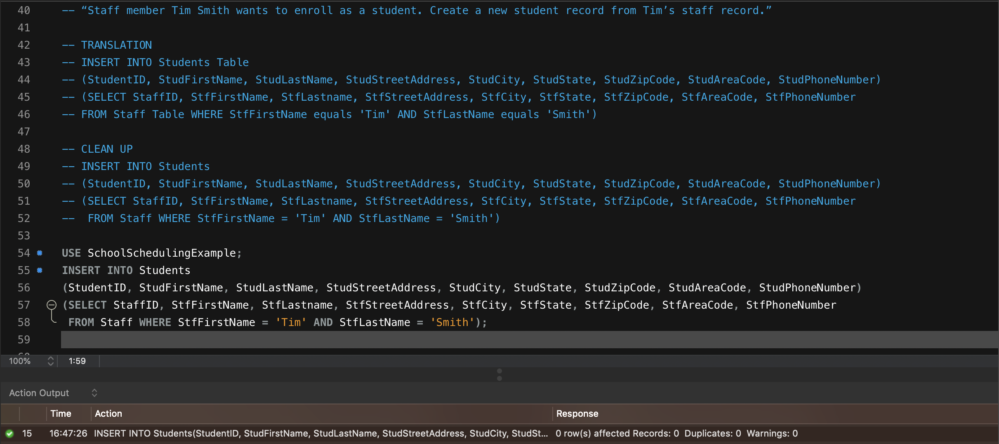 40 -- “Staff member Tim Smith wants to enroll as a student. Create a new student record from Tim’s staff record.”
41
42 -- TRANSLATION
43 -- INSERT INTO Students Table
44 -- (StudentID, StudFirstName, StudLastName, StudStreetAddress, StudCity, StudState, StudZipCode, StudAreaCode, StudPhoneNumber)
45 -- (SELECT StaffID, StfFirstName, StfLastname, StfStreetAddress, StfCity, StfState, StfZipCode, StfAreaCode, StfPhoneNumber
46 -- FROM Staff Table WHERE StfFirstName equals 'Tim' AND StfLastName equals 'Smith')
47
48 -- CLEAN UP
49 -- INSERT INTO Students
50 -- (StudentID, StudFirstName, StudLastName, StudStreetAddress, StudCity, StudState, StudZipCode, StudAreaCode, StudPhoneNumber)
51 -- (SELECT StaffID, StfFirstName, StfLastname, StfStreetAddress, StfCity, StfState, StfZipCode, StfAreaCode, StfPhoneNumber
52 --  FROM Staff WHERE StfFirstName = 'Tim' AND StfLastName = 'Smith')
53
54 USE SchoolSchedulingExample;
55 INSERT INTO Students
56 (StudentID, StudFirstName, StudLastName, StudStreetAddress, StudCity, StudState, StudZipCode, StudAreaCode, StudPhoneNumber)
57 (SELECT StaffID, StfFirstName, StfLastname, StfStreetAddress, StfCity, StfState, StfZipCode, StfAreaCode, StfPhoneNumber
58  FROM Staff WHERE StfFirstName = 'Tim' AND StfLastName = 'Smith');
59
100% 1:59
Action Output
Time Action Response
15 16:47:26 INSERT INTO Students(StudentID, StudFirstName, StudLastName, StudStreetAddress, StudCity, StudSt... 0 row(s) affected Records: 0  Duplicates: 0  Warnings: 0